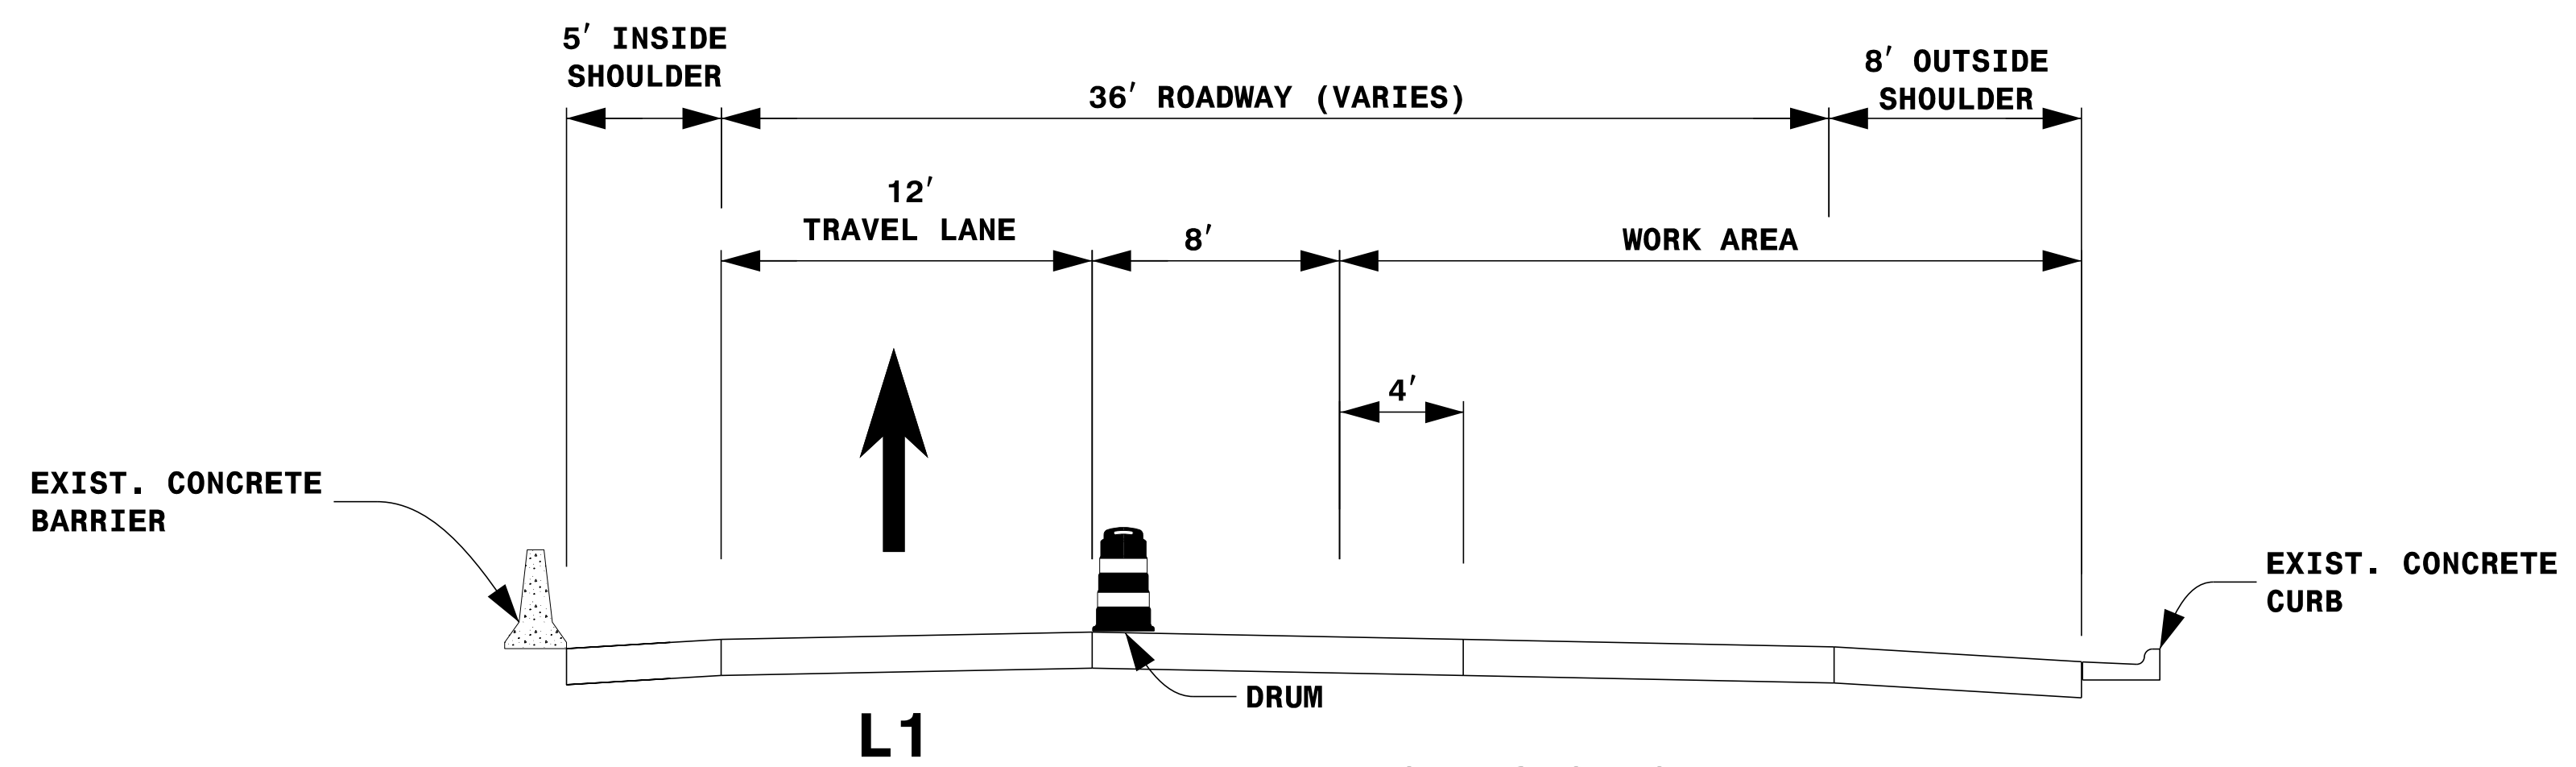 5' INSIDE
SHOULDER
36' ROADWAY (VARIES)
8' OUTSIDE
SHOULDER
12'
TRAVEL LANE
8'
WORK AREA
4'
EXIST. CONCRETE
BARRIER
EXIST. CONCRETE
CURB
DRUM
L1